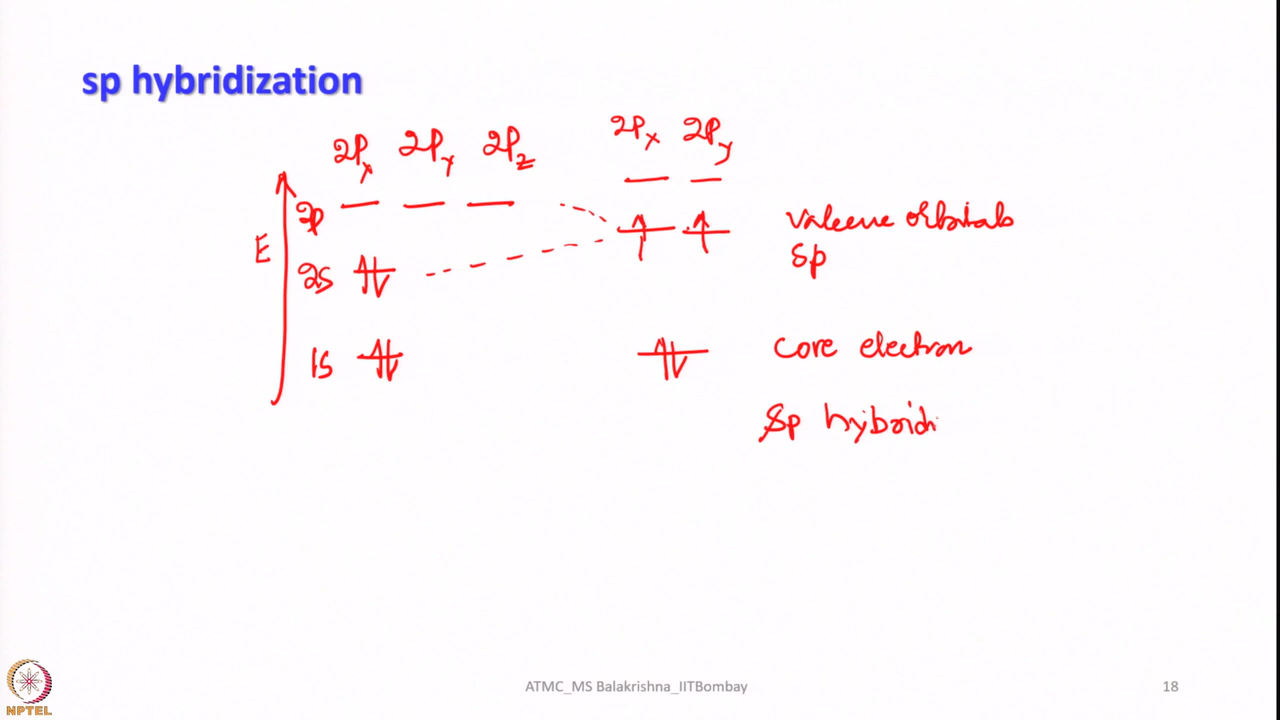 sp hybridization
2Px 2Py 2Pz
2Px 2Py
2p
E
valence orbitals
sp
2S
1S
core electron
sp hybridi
ATMC_MS Balakrishna_IITBombay
18
NPTEL